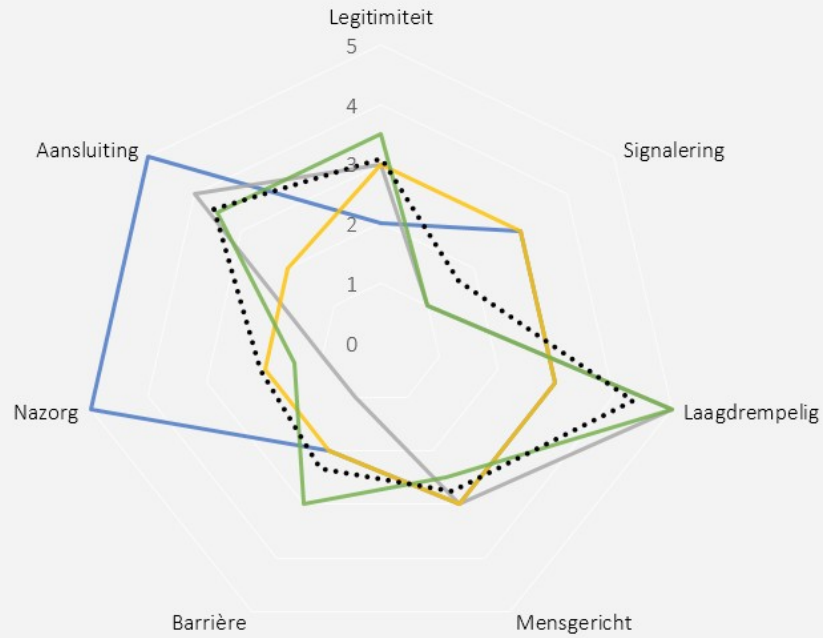 Legitimiteit
5
4
Aansluiting
Signalering
3
2
1
0
Nazorg
Laagdrempelig
Barrière
Mensgericht